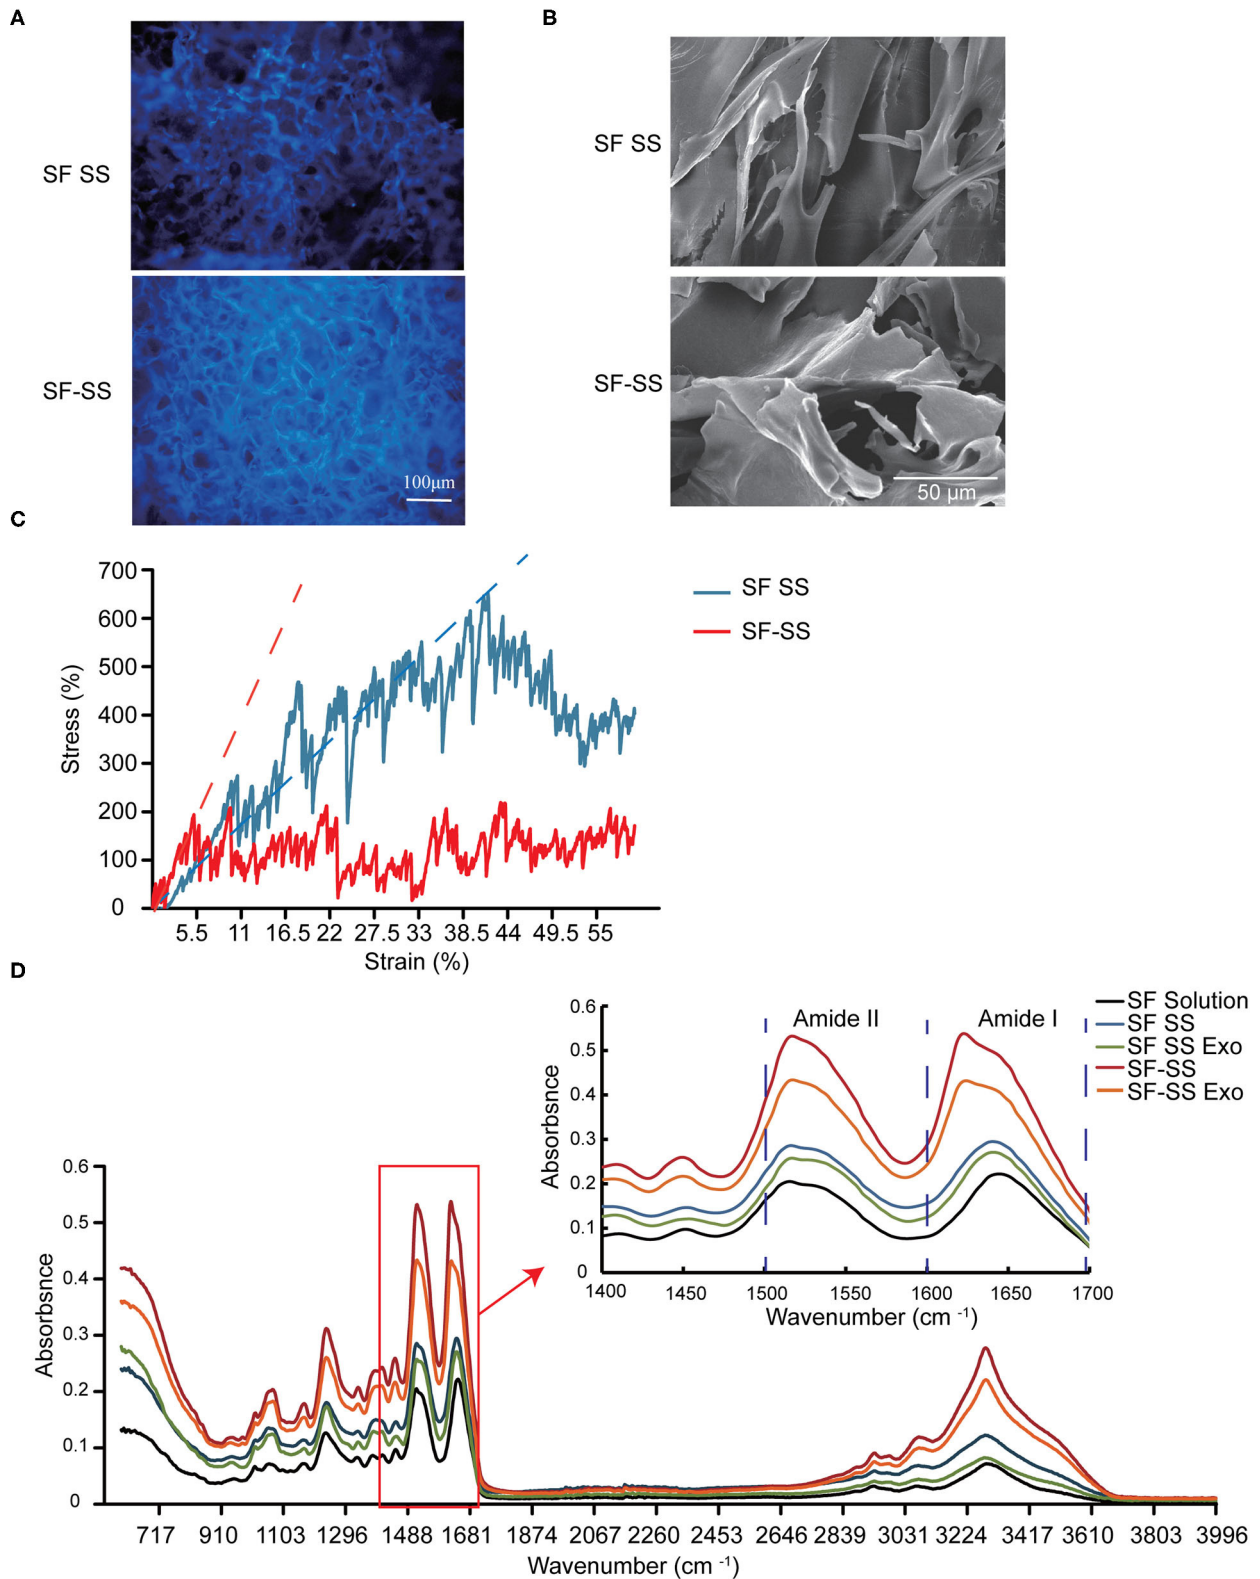 A
B
SF SS
SF SS
SF-SS
SF-SS
100μm
50 μm
C
700
600
500
400
300
200
100
0
Stress (%)
5.5 11 16.5 22 27.5 33 38.5 44 49.5 55
Strain (%)
SF SS
SF-SS
D
0.6
0.5
0.4
0.3
0.2
0.1
0
Absorbsnce
Amide II
Amide I
1400 1450 1500 1550 1600 1650 1700
Wavenumber (cm -1)
SF Solution
SF SS
SF SS Exo
SF-SS
SF-SS Exo
0.6
0.5
0.4
0.3
0.2
0.1
0
Absorbsnce
717 910 1103 1296 1488 1681 1874 2067 2260 2453 2646 2839 3031 3224 3417 3610 3803 3996
Wavenumber (cm -1)